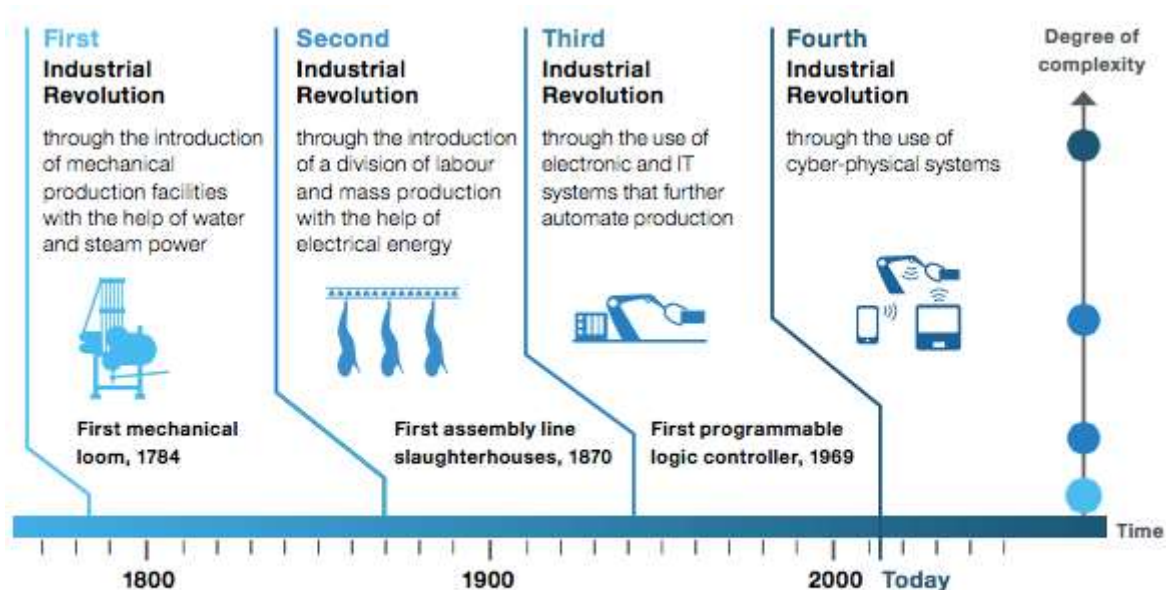 First
Industrial
Revolution
through the introduction
of mechanical
production facilities
with the help of water
and steam power
First mechanical
loom, 1784
Second
Industrial
Revolution
through the introduction
of a division of labour
and mass production
with the help of
electrical energy
First assembly line
slaughterhouses, 1870
Third
Industrial
Revolution
through the use of
electronic and IT
systems that further
automate production
First programmable
logic controller, 1969
Fourth
Industrial
Revolution
through the use of
cyber-physical systems
Degree of
complexity
Time
1800
1900
2000
Today